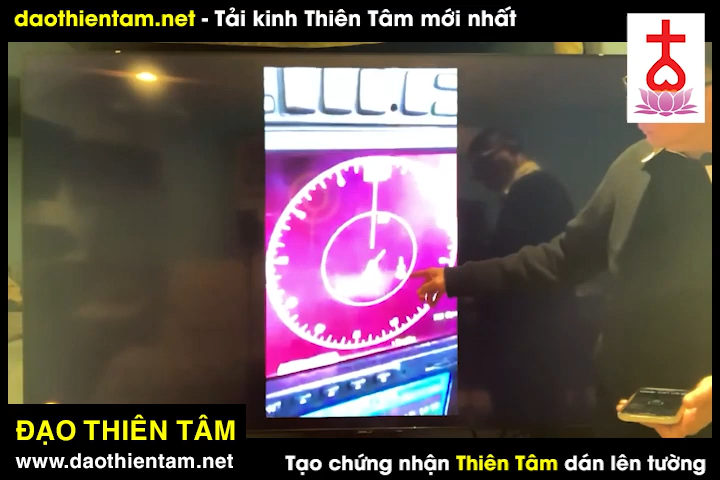 daothientam.net - Tải kinh Thiên Tâm mới nhất
ĐẠO THIÊN TÂM
www.daothientam.net
Tạo chứng nhận Thiên Tâm dán lên tường